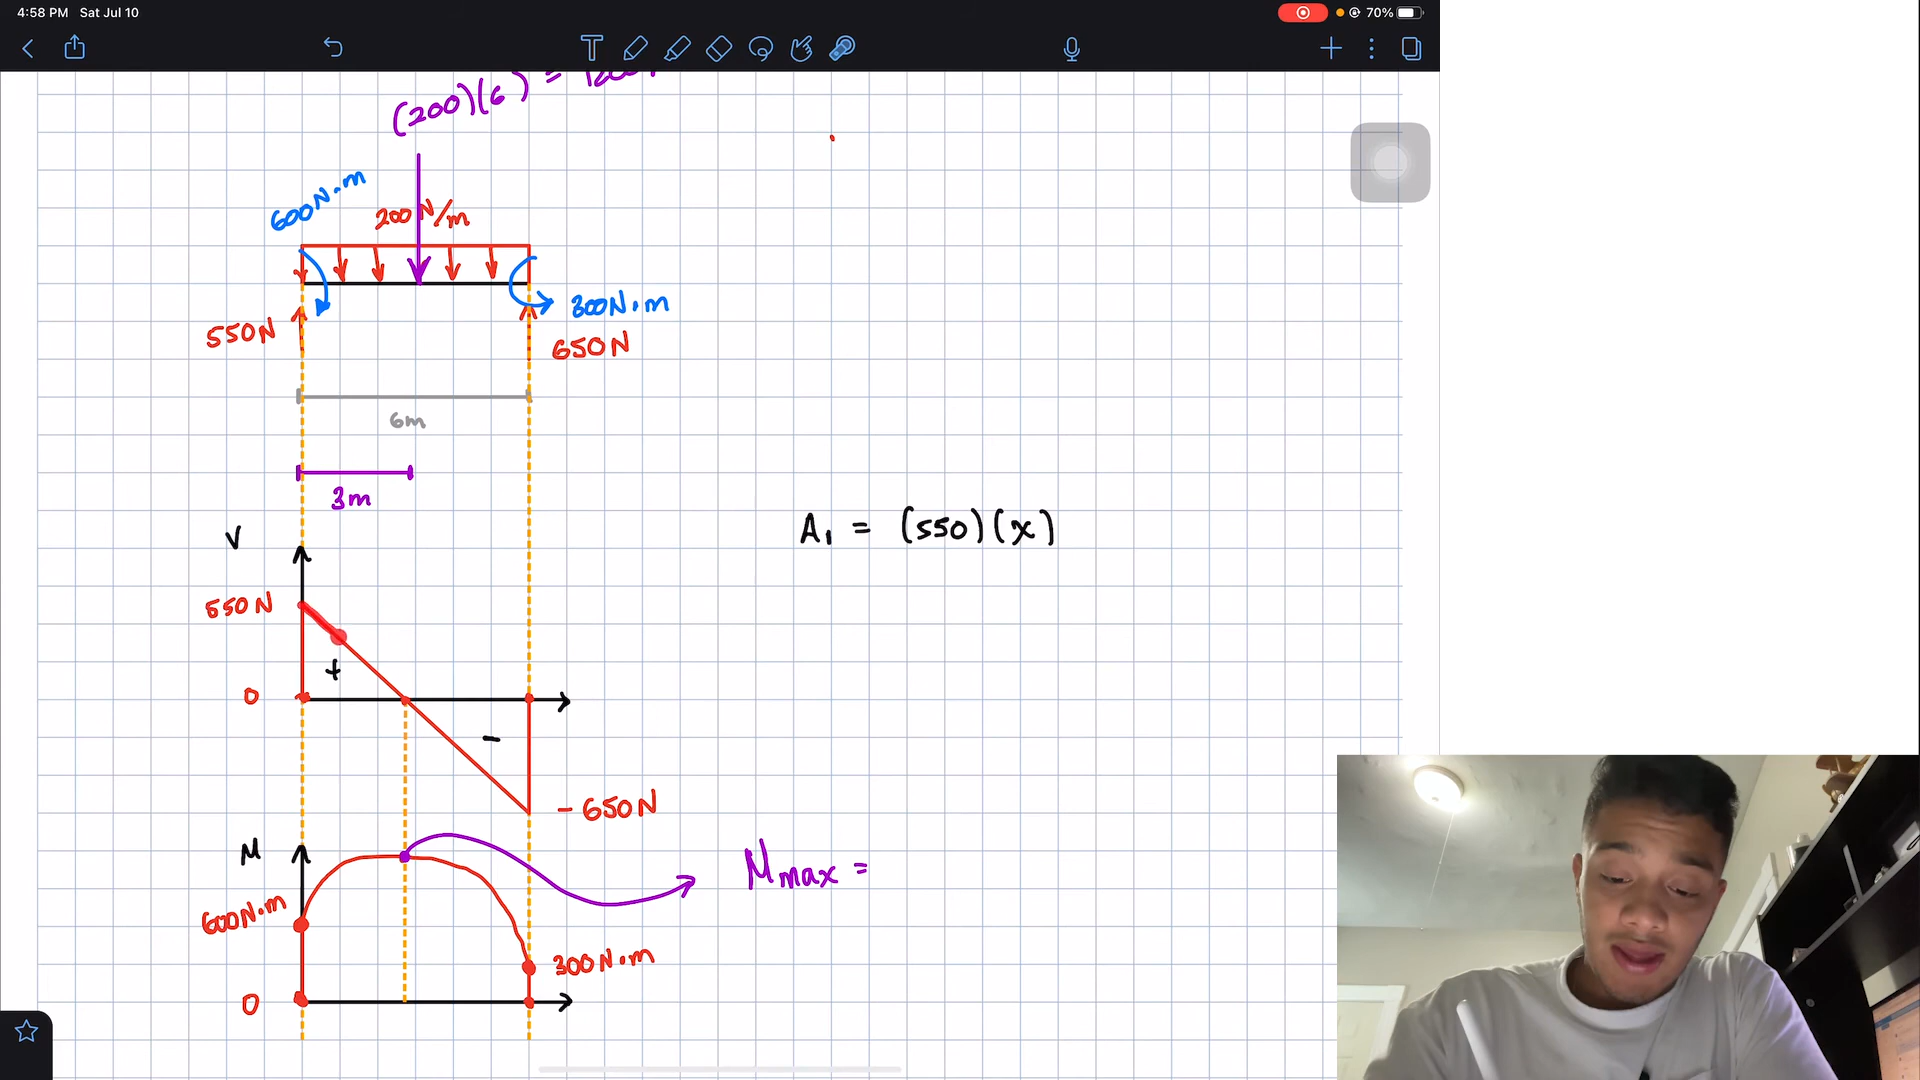 4:58 PM Sat Jul 10
70%
(200)(6) =
600N·m
200 N/m
300N·m
550N
650N
6m
3m
V
A₁ = (550)(x)
550N
+
0
-
- 650N
M
Mmax =
600N·m
300N·m
0